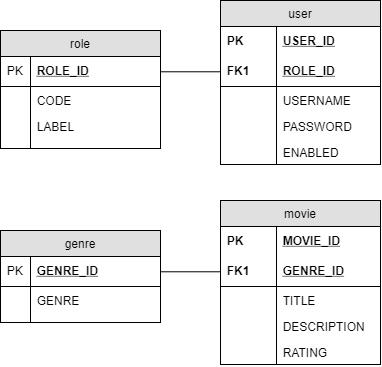 role
PK ROLE_ID
CODE
LABEL
user
PK USER_ID
FK1 ROLE_ID
USERNAME
PASSWORD
ENABLED
genre
PK GENRE_ID
GENRE
movie
PK MOVIE_ID
FK1 GENRE_ID
TITLE
DESCRIPTION
RATING